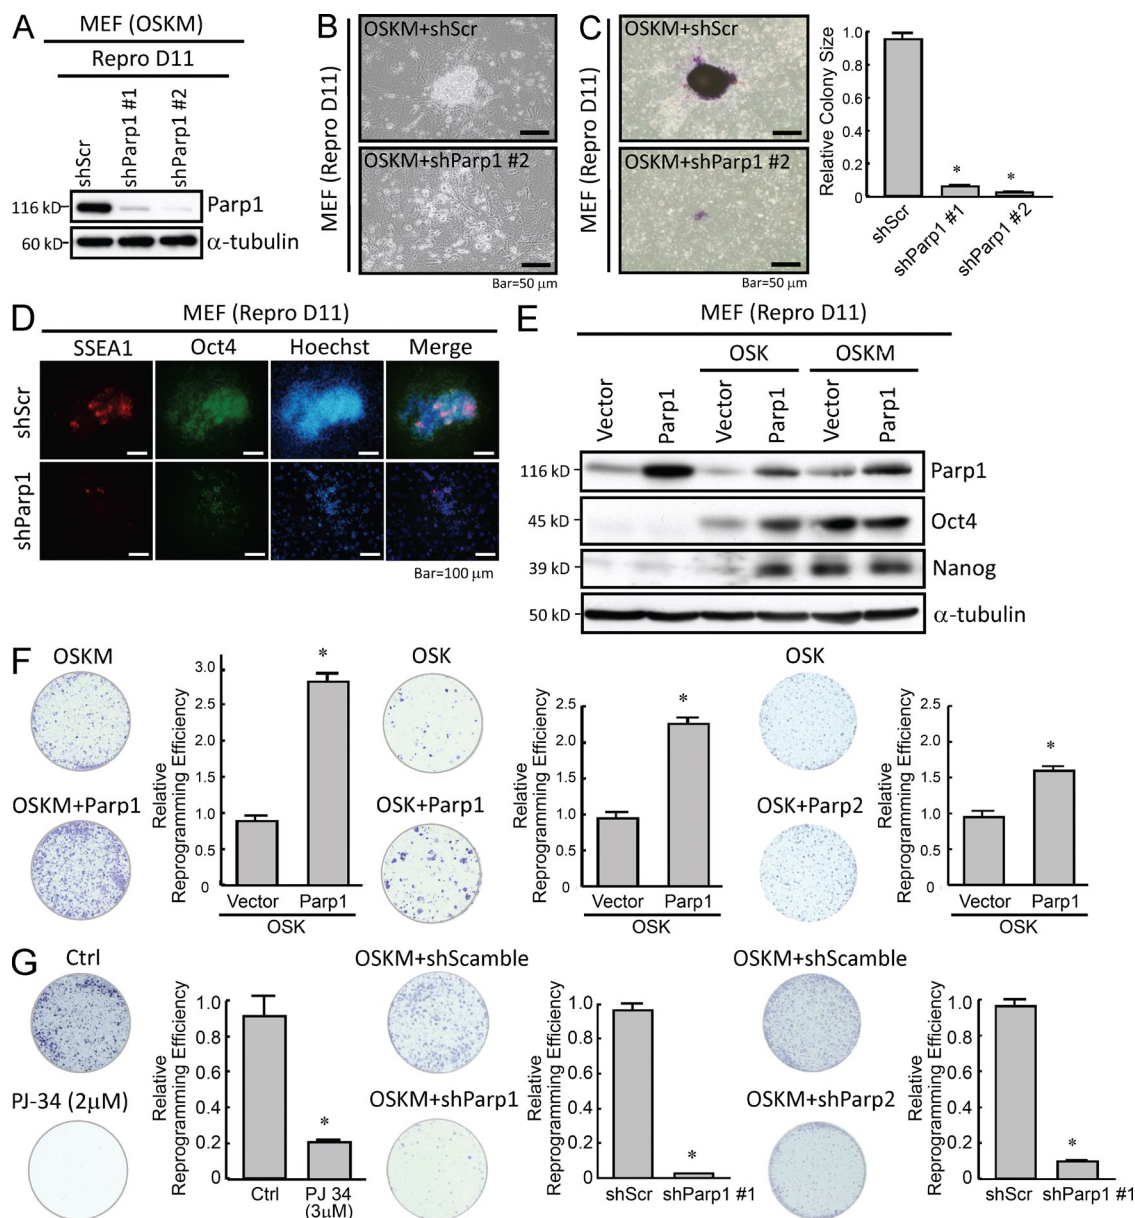 A
MEF (OSKM)
Repro D11
shScr
shParp1 #1
shParp1 #2
116 kD
Parp1
60 kD
α-tubulin
B
MEF (Repro D11)
OSKM+shScr
OSKM+shParp1 #2
Bar=50 μm
C
MEF (Repro D11)
OSKM+shScr
OSKM+shParp1 #2
Bar=50 μm
Relative Colony Size
1.0
0.8
0.6
0.4
0.2
0
*
*
shScr
shParp1 #1
shParp1 #2
D
MEF (Repro D11)
SSEA1 Oct4 Hoechst Merge
shScr
shParp1
Bar=100 μm
E
MEF (Repro D11)
OSK OSKM
Vector Parp1 Vector Parp1 Vector Parp1
116 kD Parp1
45 kD Oct4
39 kD Nanog
50 kD α-tubulin
F
OSKM
OSKM+Parp1
Relative
Reprogramming Efficiency
3.0
2.5
2.0
1.5
1.0
0.5
0
*
Vector Parp1
OSK
OSK
OSK+Parp1
Relative
Reprogramming Efficiency
2.5
2.0
1.5
1.0
0.5
0
*
Vector Parp1
OSK
OSK
OSK+Parp2
Relative
Reprogramming Efficiency
2.5
2.0
1.5
1.0
0.5
0
*
Vector Parp1
OSK
G
Ctrl
PJ-34 (2μM)
Relative
Reprogramming Efficiency
1.0
0.8
0.6
0.4
0.2
0
*
Ctrl PJ 34
(3μM)
OSKM+shScamble
OSKM+shParp1
Relative
Reprogramming Efficiency
1.0
0.8
0.6
0.4
0.2
0
*
shScr shParp1 #1
OSKM+shScamble
OSKM+shParp2
Relative
Reprogramming Efficiency
1.0
0.8
0.6
0.4
0.2
0
*
shScr shParp1 #1